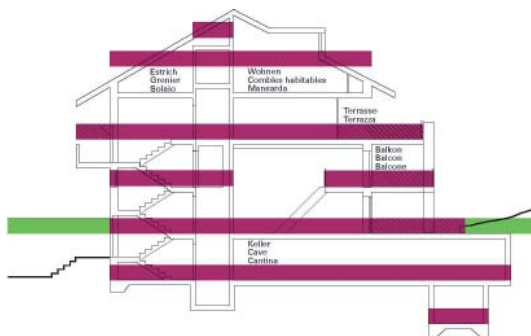 Estrich
Grenier
Solaio
Wohnen
Combles habitables
Mansarda
Terrasse
Terrazza
Balkon
Balcon
Balcone
Keller
Cave
Cantina